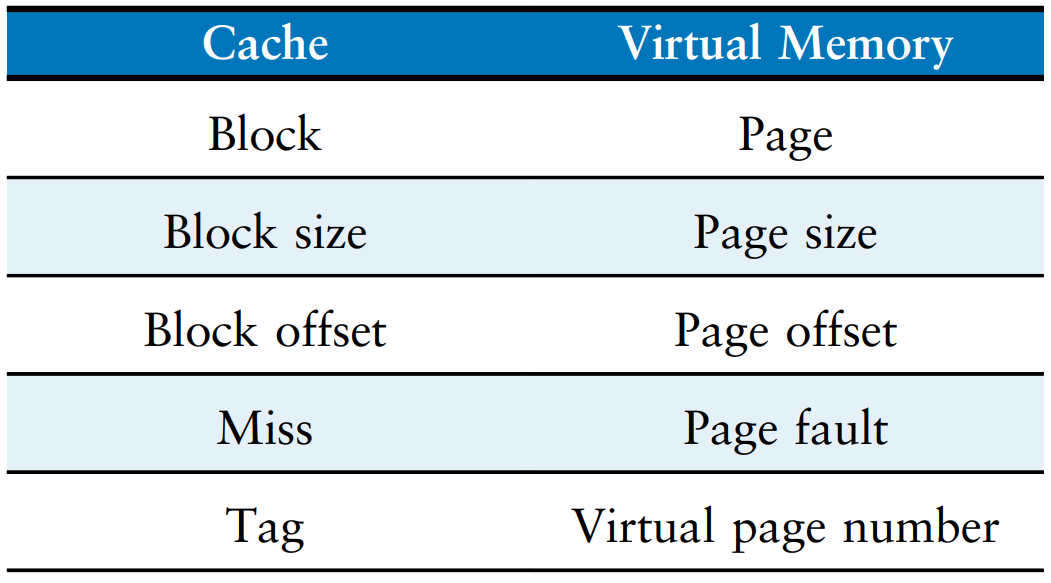 Cache Virtual Memory
Block Page
Block size Page size
Block offset Page offset
Miss Page fault
Tag Virtual page number